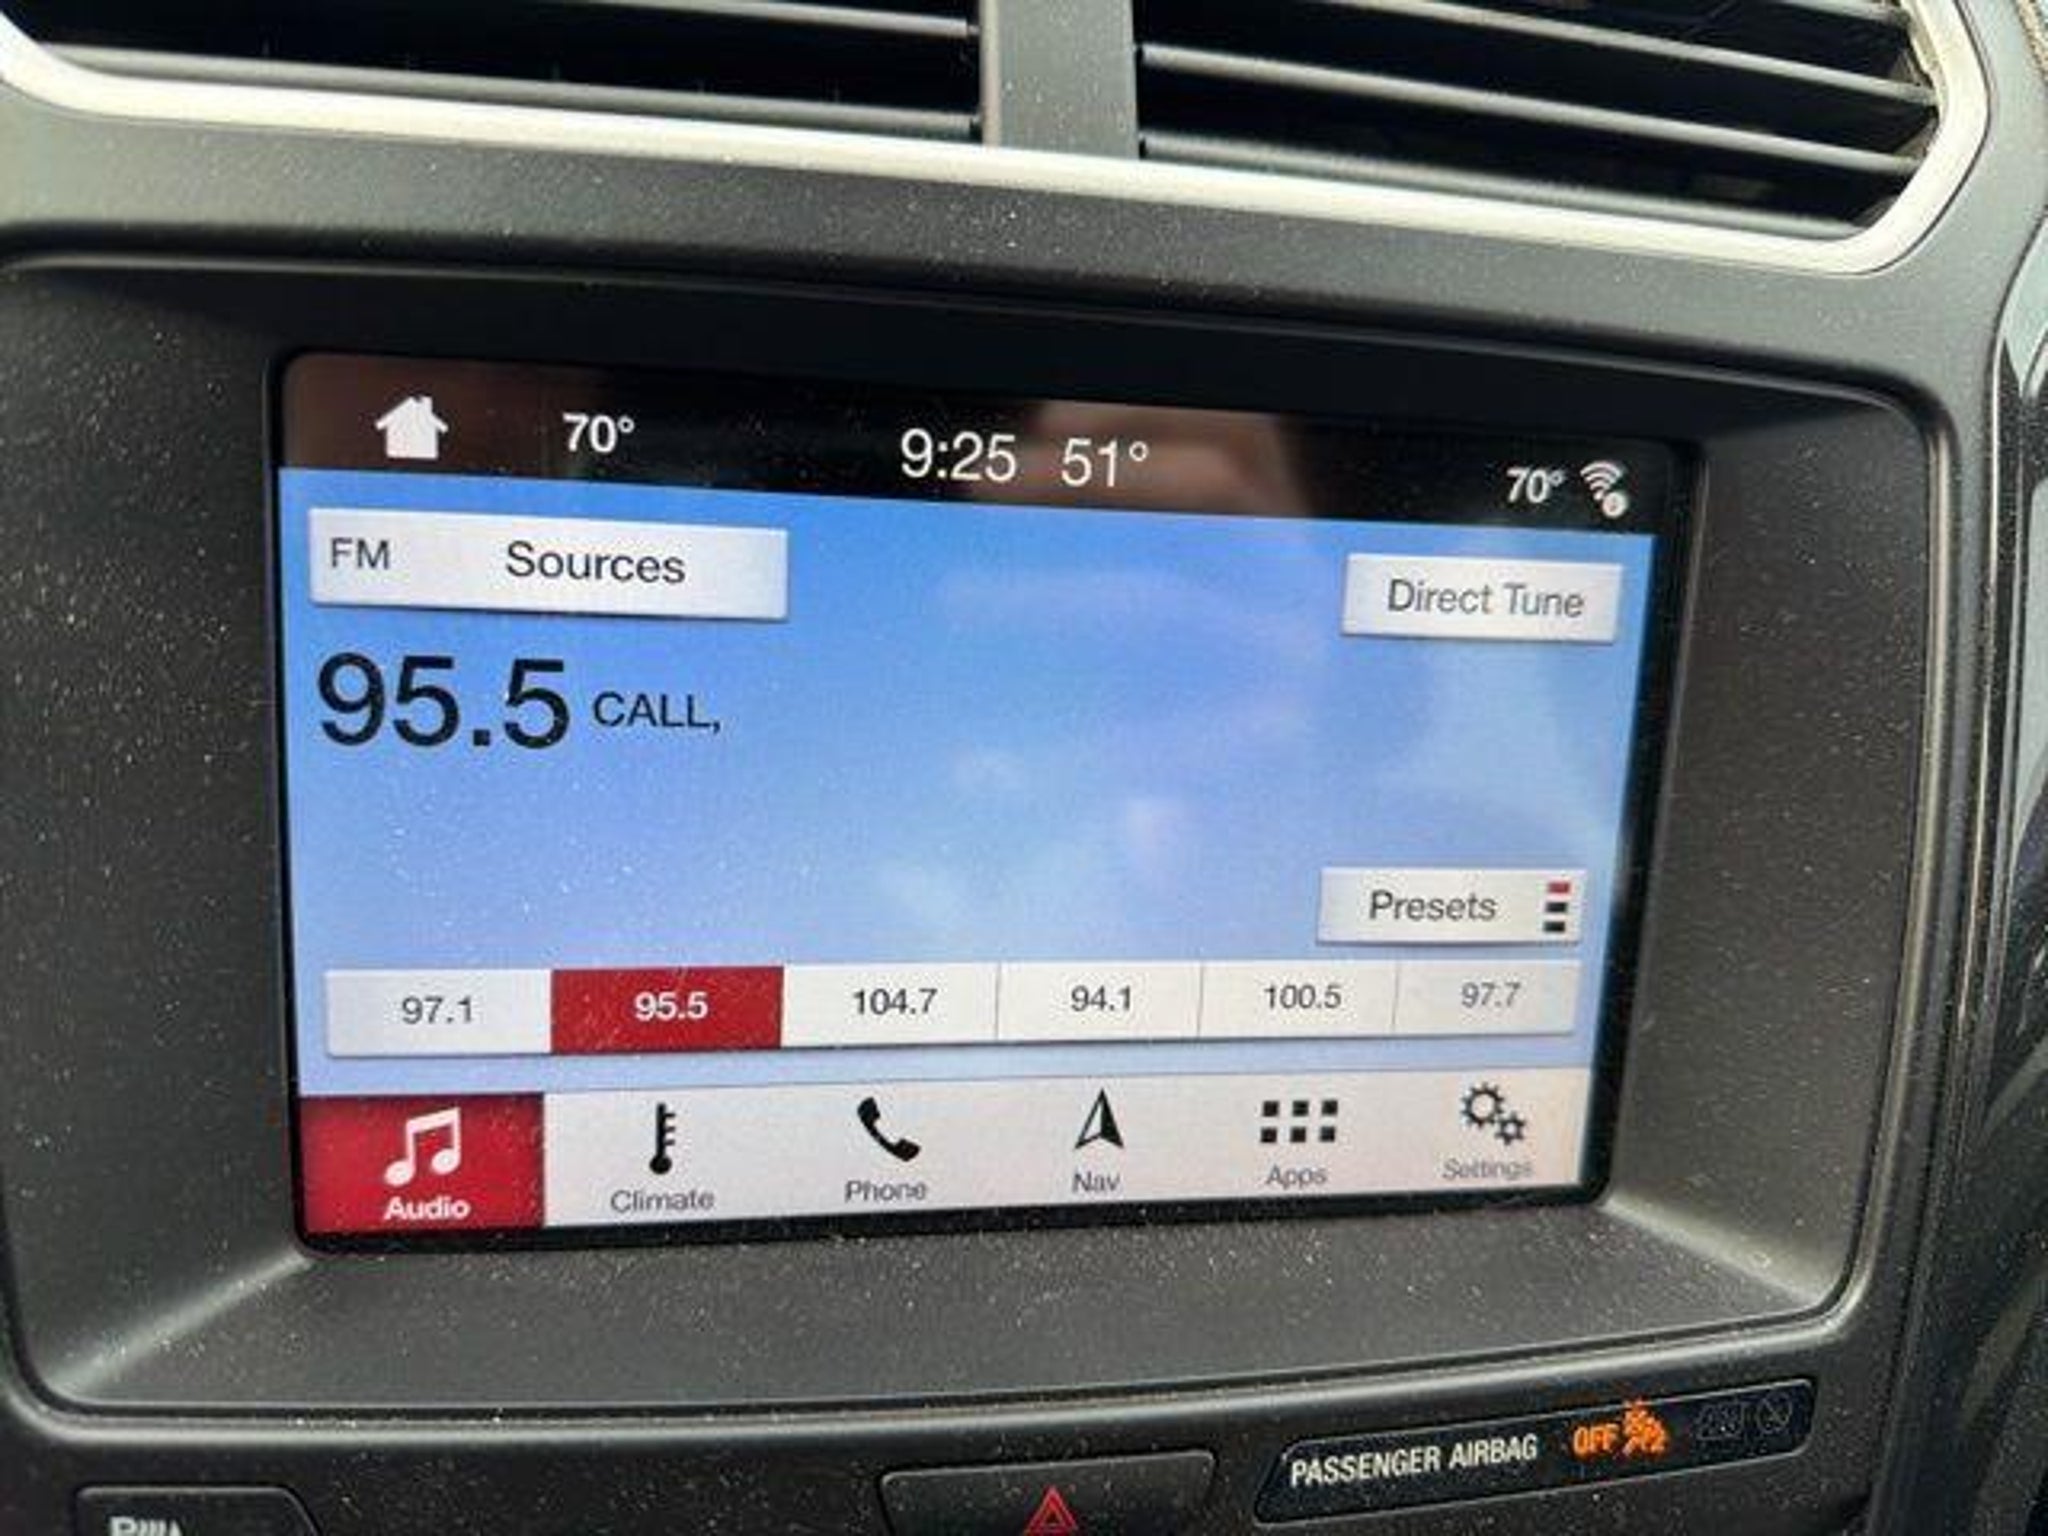 70° 9:25 51° 70°
FM Sources
Direct Tune
95.5 CALL,
Presets
97.1 95.5 104.7 94.1 100.5 97.7
Audio Climate Phone Nav Apps Settings
PASSENGER AIRBAG OFF